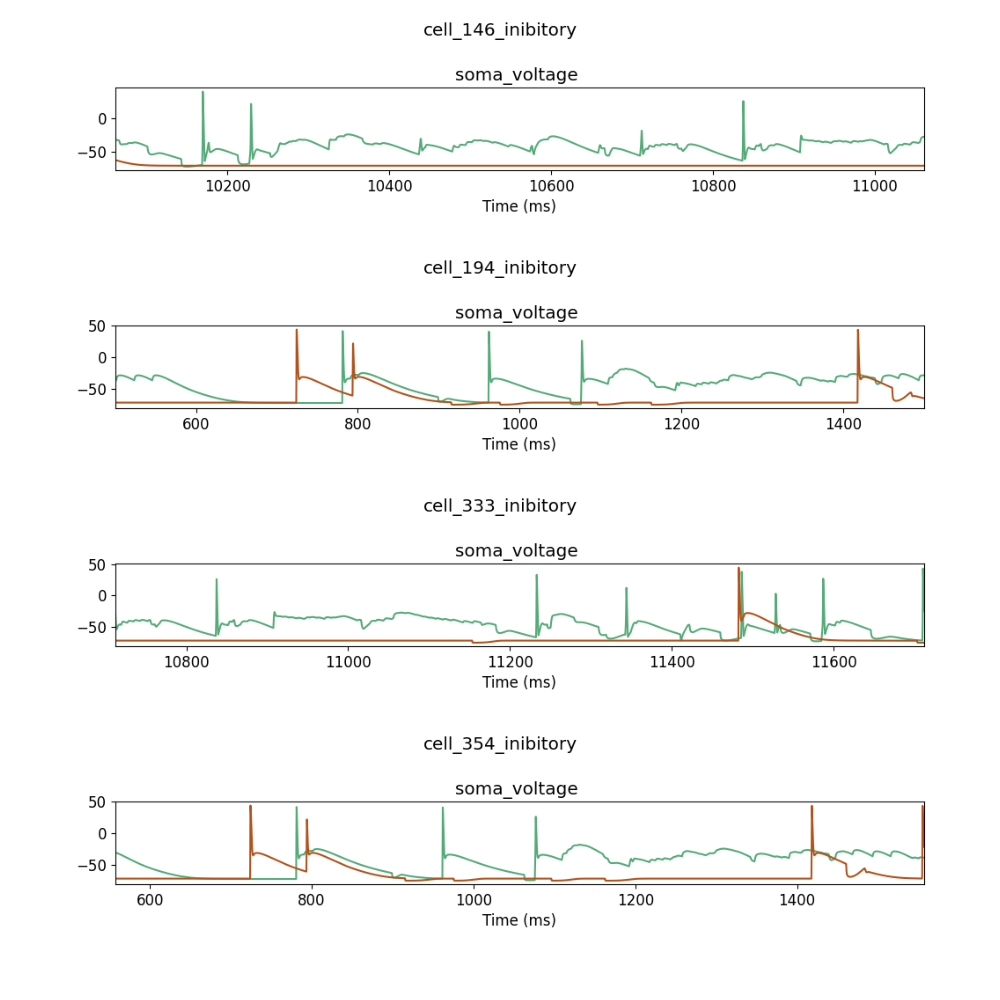 cell_146_inibitory
soma_voltage
0
−50
10200 10400 10600 10800 11000
Time (ms)
cell_194_inibitory
soma_voltage
50
0
−50
600 800 1000 1200 1400
Time (ms)
cell_333_inibitory
soma_voltage
50
0
−50
10800 11000 11200 11400 11600
Time (ms)
cell_354_inibitory
soma_voltage
50
0
−50
600 800 1000 1200 1400
Time (ms)